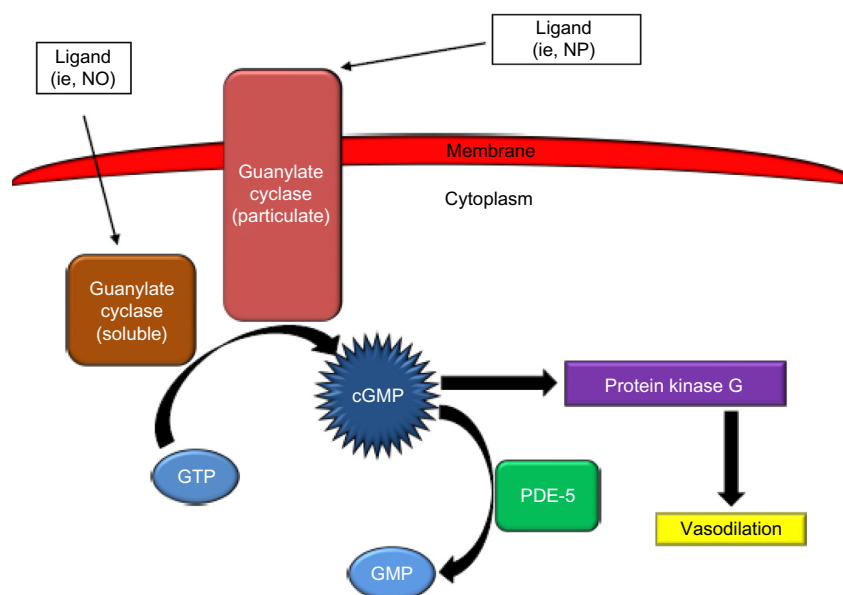 Ligand
(ie, NO)
Ligand
(ie, NP)
Membrane
Guanylate
cyclase
(particulate)
Cytoplasm
Guanylate
cyclase
(soluble)
cGMP
Protein kinase G
GTP
PDE-5
Vasodilation
GMP